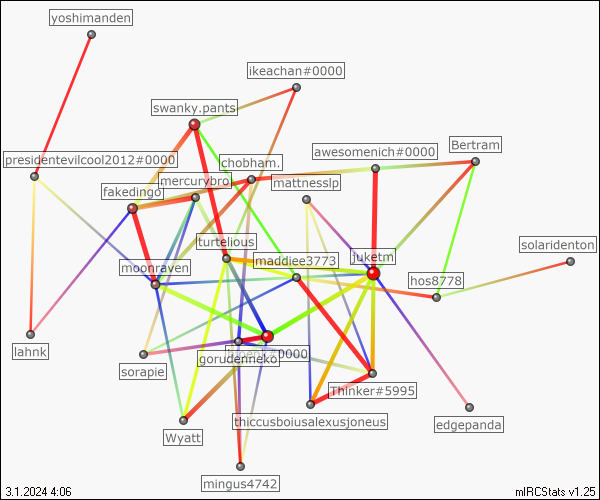 yoshimanden
ikeachan#0000
swanky.pants
awesomenich#0000
Bertram
presidentevilcool2012#0000
chobham.
mercurybro
mattnesslp
fakedingo
turtelious
solaridenton
juketm
maddiee3773
moonraven
hos8778
lahnk
gorudenneko
#0000
sorapie
Thinker#5995
thiccusboiusalexusjoneus
edgepanda
Wyatt
mingus4742
3.1.2024 4:06
mIRCStats v1.25